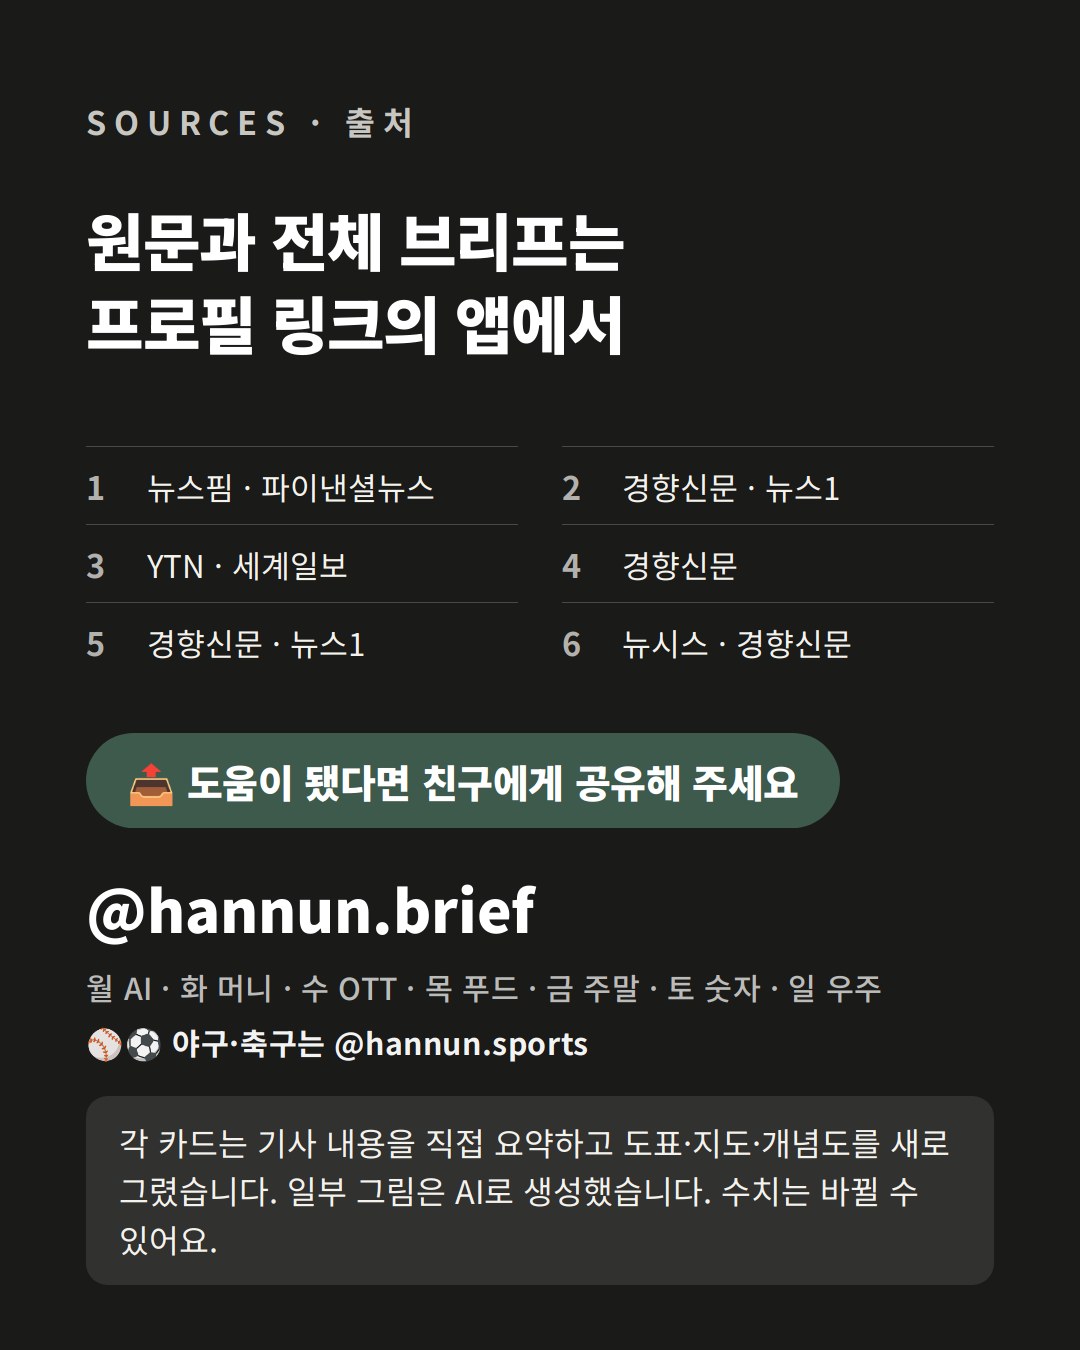 SOURCES · 출처
원문과 전체 브리프는
프로필 링크의 앱에서
1 뉴스핌 · 파이낸셜뉴스
2 경향신문 · 뉴스1
3 YTN · 세계일보
4 경향신문
5 경향신문 · 뉴스1
6 뉴시스 · 경향신문
📤 도움이 됐다면 친구에게 공유해 주세요
@hannun.brief
월 AI · 화 머니 · 수 OTT · 목 푸드 · 금 주말 · 토 숫자 · 일 우주
⚾⚽ 야구·축구는 @hannun.sports
각 카드는 기사 내용을 직접 요약하고 도표·지도·개념도를 새로
그렸습니다. 일부 그림은 AI로 생성했습니다. 수치는 바뀔 수
있어요.